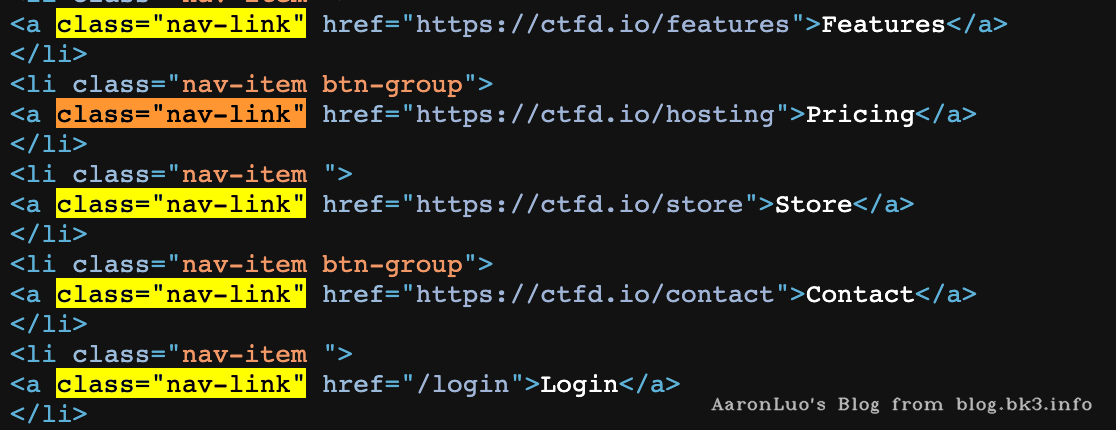 <a class="nav-link" href="https://ctfd.io/features">Features</a>
</li>
<li class="nav-item btn-group">
<a class="nav-link" href="https://ctfd.io/hosting">Pricing</a>
</li>
<li class="nav-item ">
<a class="nav-link" href="https://ctfd.io/store">Store</a>
</li>
<li class="nav-item btn-group">
<a class="nav-link" href="https://ctfd.io/contact">Contact</a>
</li>
<li class="nav-item ">
<a class="nav-link" href="/login">Login</a>
</li>
AaronLuo's Blog from blog.bk3.info